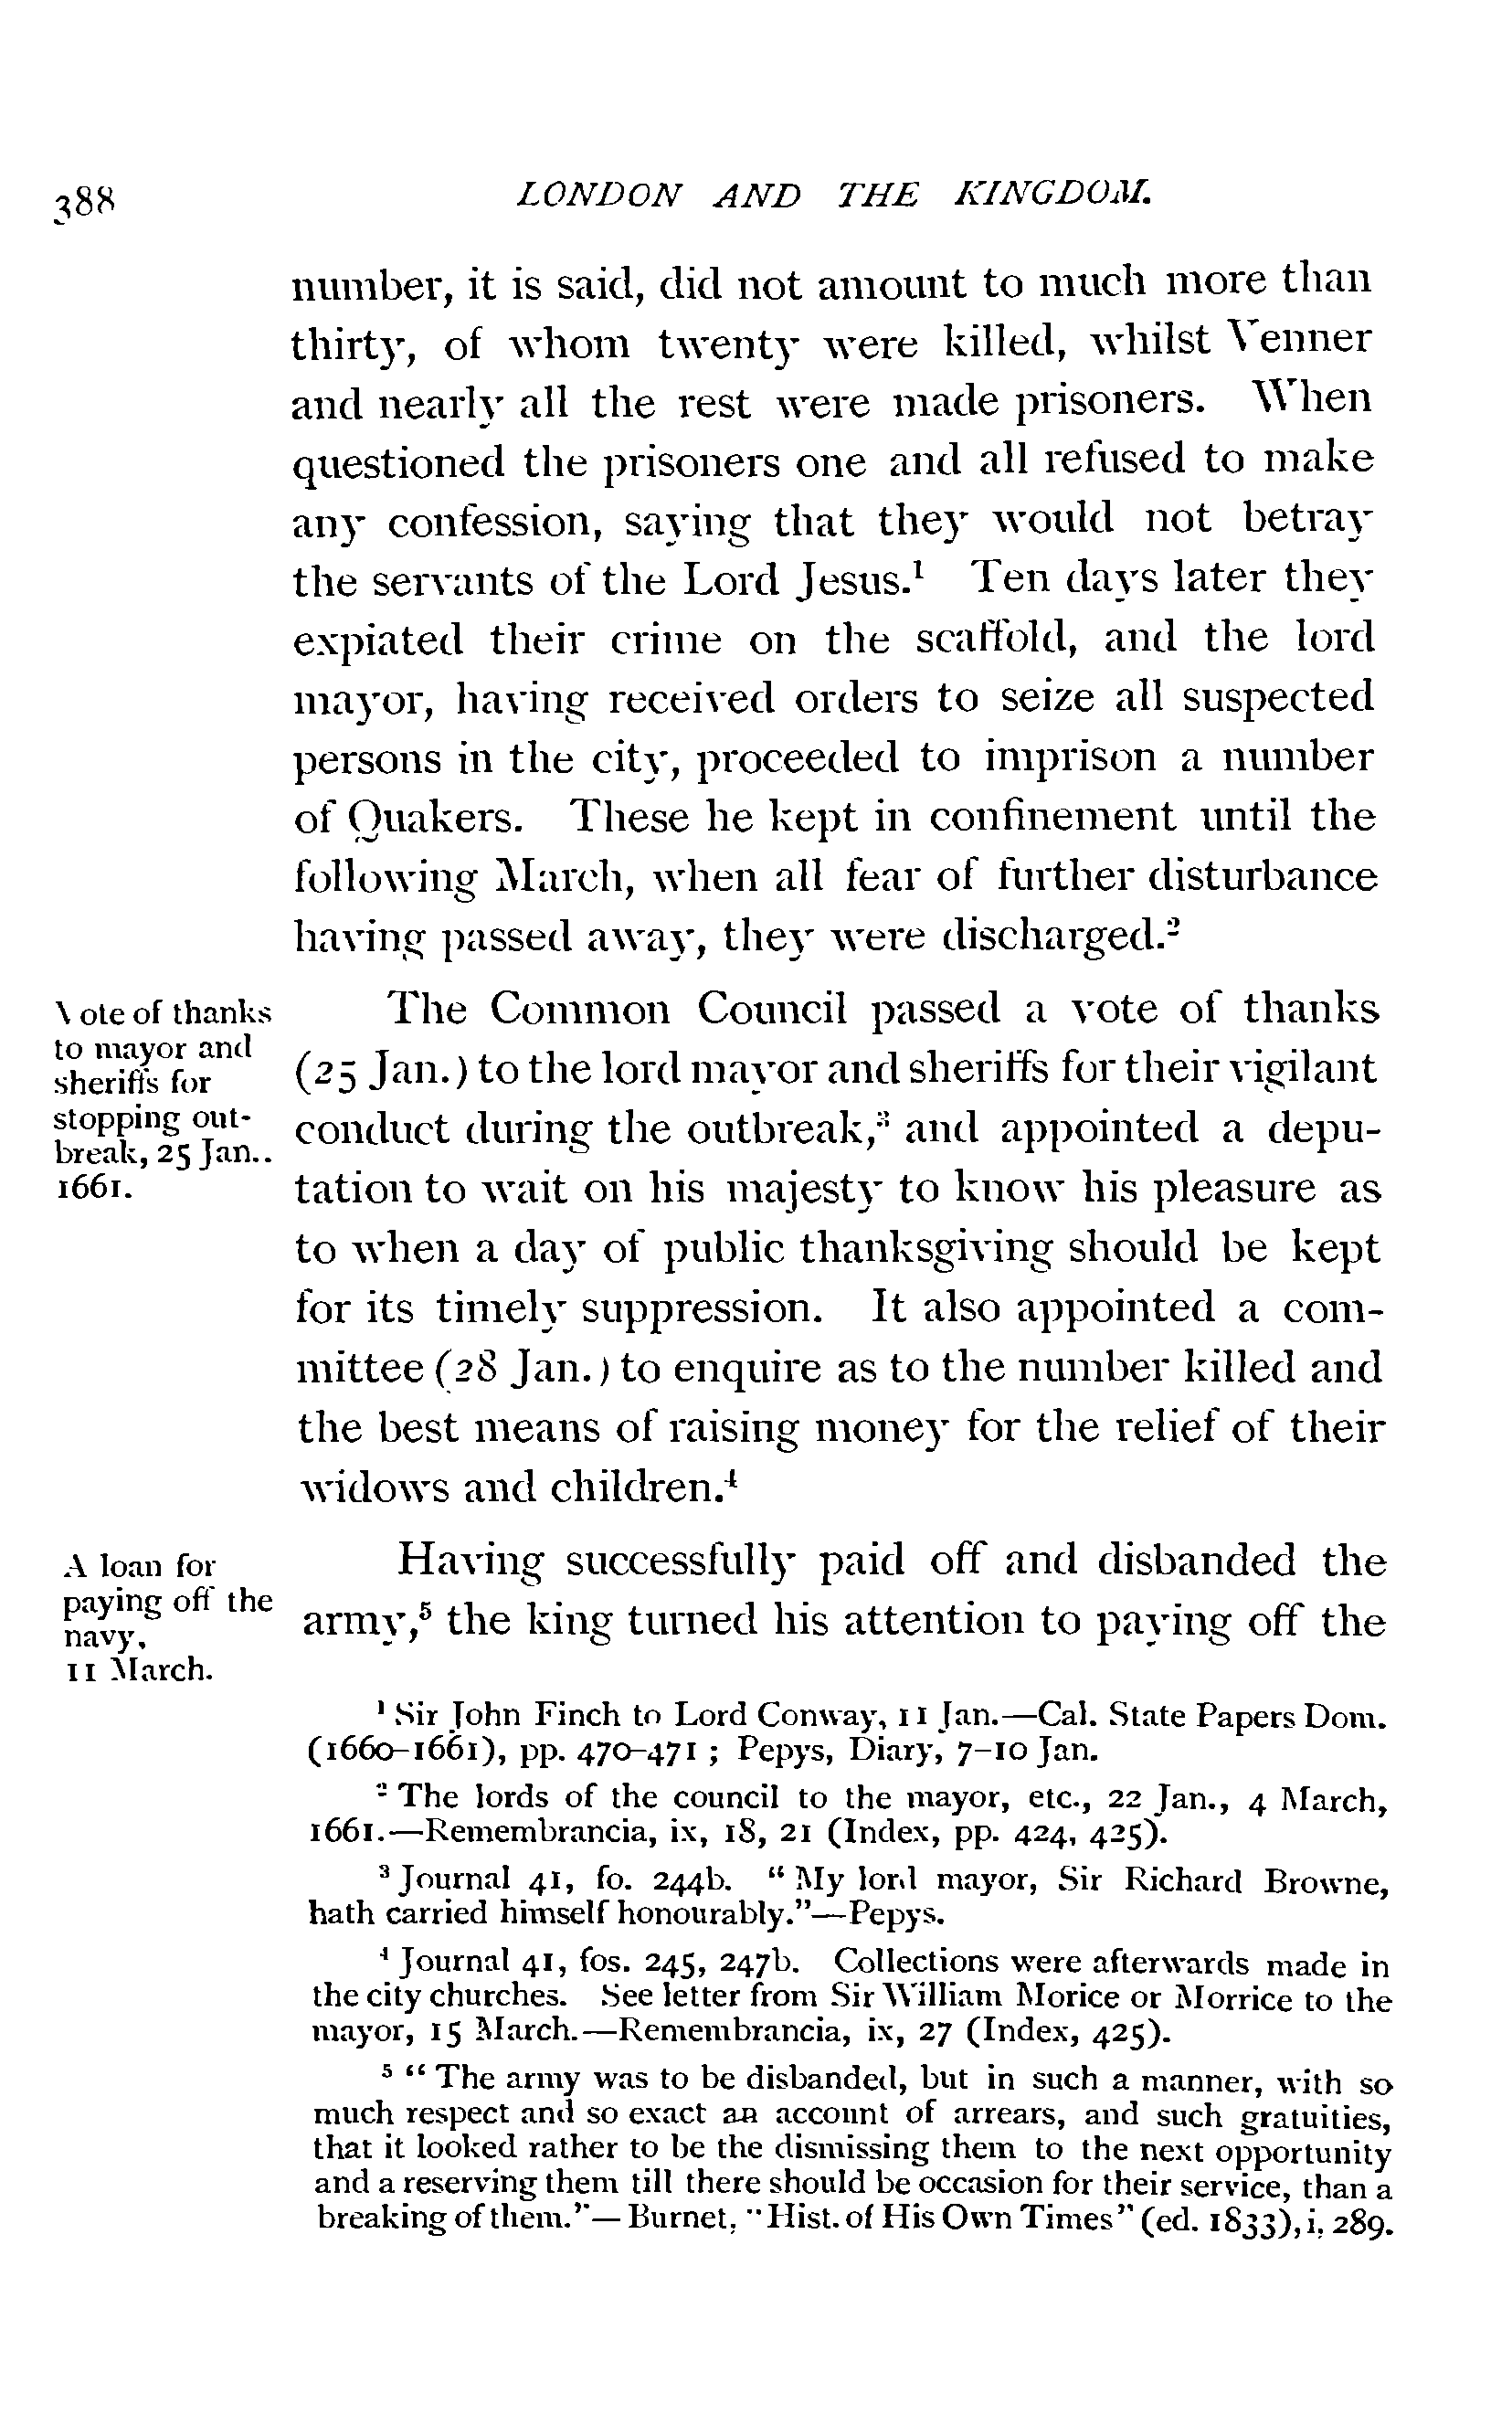 388 LONDON AND THE KINGDOM.
number, it is said, did not amount to much more than
thirty, of whom twenty were killed, whilst Venner
and nearly all the rest were made prisoners. When
questioned the prisoners one and all refused to make
any confession, saying that they would not betray
the servants of the Lord Jesus.¹ Ten days later they
expiated their crime on the scaffold, and the lord
mayor, having received orders to seize all suspected
persons in the city, proceeded to imprison a number
of Quakers. These he kept in confinement until the
following March, when all fear of further disturbance
having passed away, they were discharged.²
Vote of thanks
to mayor and
sheriffs for
stopping out-
break, 25 Jan..
1661.
The Common Council passed a vote of thanks
(25 Jan.) to the lord mayor and sheriffs for their vigilant
conduct during the outbreak,³ and appointed a depu-
tation to wait on his majesty to know his pleasure as
to when a day of public thanksgiving should be kept
for its timely suppression. It also appointed a com-
mittee (28 Jan.) to enquire as to the number killed and
the best means of raising money for the relief of their
widows and children.⁴
A loan for
paying off the
navy,
11 March.
Having successfully paid off and disbanded the
army,⁵ the king turned his attention to paying off the
¹ Sir John Finch to Lord Conway, 11 Jan.—Cal. State Papers Dom.
(1660-1661), pp. 470-471 ; Pepys, Diary, 7-10 Jan.
² The lords of the council to the mayor, etc., 22 Jan., 4 March,
1661.—Remembrancia, ix, 18, 21 (Index, pp. 424, 425).
³ Journal 41, fo. 244b. “ My lord mayor, Sir Richard Browne,
hath carried himself honourably.”—Pepys.
⁴ Journal 41, fos. 245, 247b. Collections were afterwards made in
the city churches. See letter from Sir William Morice or Morrice to the
mayor, 15 March.—Remembrancia, ix, 27 (Index, 425).
⁵ “ The army was to be disbanded, but in such a manner, with so
much respect and so exact an account of arrears, and such gratuities,
that it looked rather to be the dismissing them to the next opportunity
and a reserving them till there should be occasion for their service, than a
breaking of them.”—Burnet, “Hist. of His Own Times” (ed. 1833), i, 289.